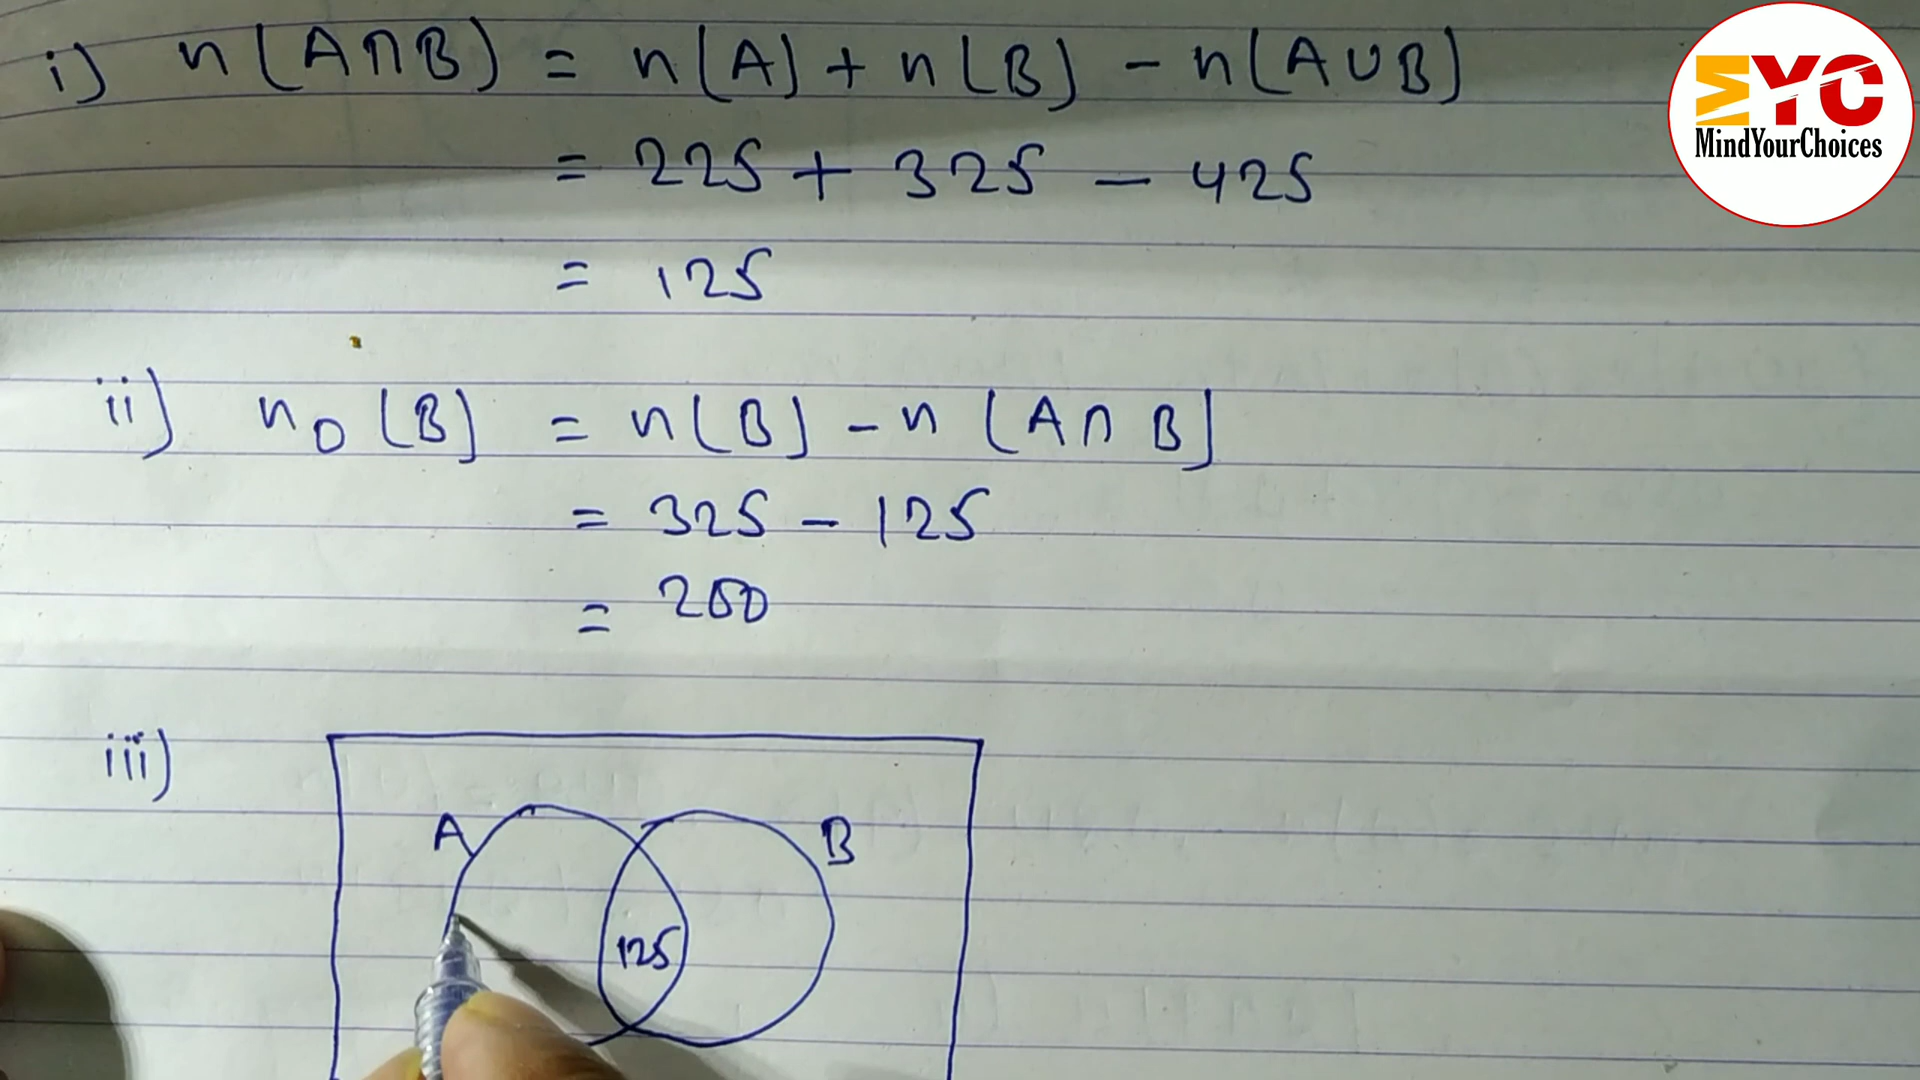 i) n(A∩B) = n(A) + n(B) - n(A∪B)
= 225 + 325 - 425
= 125
ii) n₀(B) = n(B) - n(A∩B)
= 325 - 125
= 200
iii)
A
B
125
MYC
MindYourChoices